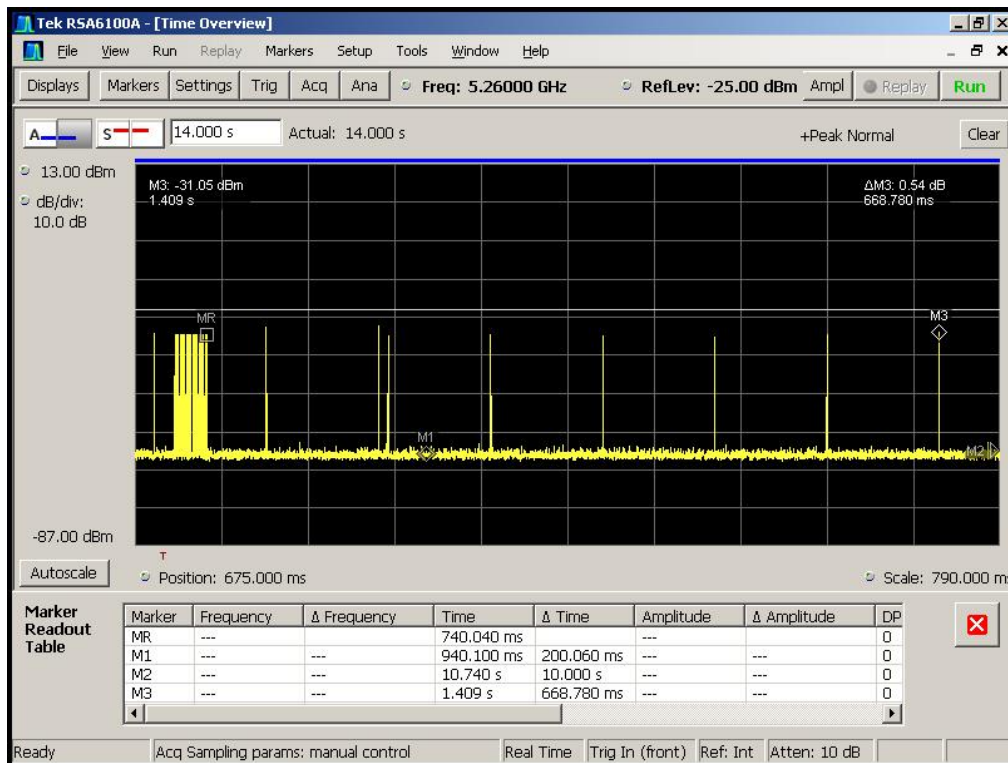 Tek RSA6100A - [Time Overview]
File View Run Replay Markers Setup Tools Window Help
Displays Markers Settings Trig Acq Ana Freq: 5.26000 GHz RefLev: -25.00 dBm Ampl Replay Run
A S 14.000 s Actual: 14.000 s +Peak Normal Clear
13.00 dBm
dB/div:
10.0 dB
M3: -31.05 dBm
1.409 s
ΔM3: 0.54 dB
668.780 ms
MR
M3
M1
M2
-87.00 dBm
T
Autoscale Position: 675.000 ms Scale: 790.000 ms
Marker
Readout
Table
Marker Frequency Δ Frequency Time Δ Time Amplitude Δ Amplitude DP
MR --- 740.040 ms --- 0
M1 --- --- 940.100 ms 200.060 ms --- --- 0
M2 --- --- 10.740 s 10.000 s --- --- 0
M3 --- --- 1.409 s 668.780 ms --- --- 0
Ready Acq Sampling params: manual control Real Time Trig In (front) Ref: Int Atten: 10 dB